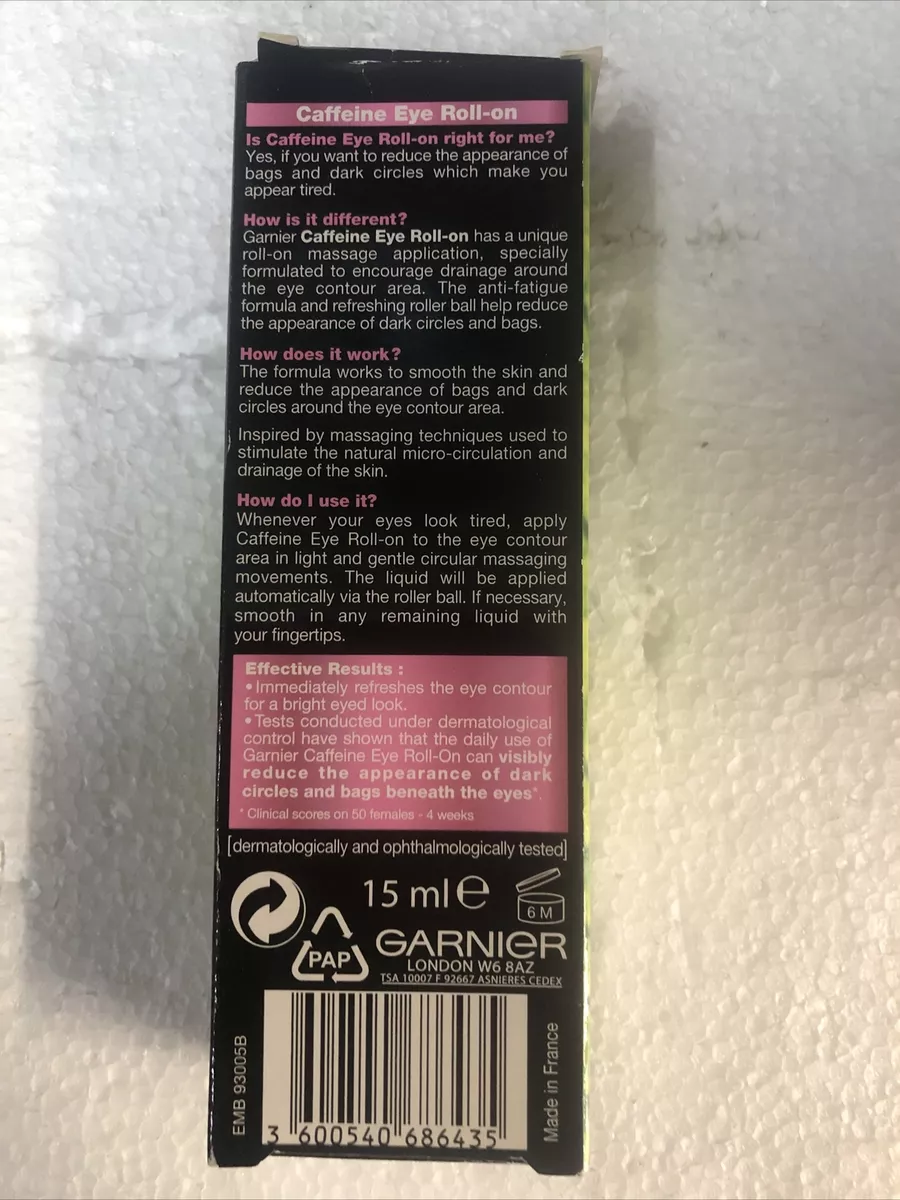 Caffeine Eye Roll-on
Is Caffeine Eye Roll-on right for me?
Yes, if you want to reduce the appearance of
bags and dark circles which make you
appear tired.
How is it different?
Garnier Caffeine Eye Roll-on has a unique
roll-on massage application, specially
formulated to encourage drainage around
the eye contour area. The anti-fatigue
formula and refreshing roller ball help reduce
the appearance of dark circles and bags.
How does it work?
The formula works to smooth the skin and
reduce the appearance of bags and dark
circles around the eye contour area.
Inspired by massaging techniques used to
stimulate the natural micro-circulation and
drainage of the skin.
How do I use it?
Whenever your eyes look tired, apply
Caffeine Eye Roll-on to the eye contour
area in light and gentle circular massaging
movements. The liquid will be applied
automatically via the roller ball. If necessary,
smooth in any remaining liquid with
your fingertips.
Effective Results :
• Immediately refreshes the eye contour
for a bright eyed look.
• Tests conducted under dermatological
control have shown that the daily use of
Garnier Caffeine Eye Roll-On can visibly
reduce the appearance of dark
circles and bags beneath the eyes*.
* Clinical scores on 50 females - 4 weeks
[dermatologically and ophthalmologically tested]
15 ml e
6 M
PAP
GARNIER
LONDON W6 8AZ
TSA 10007 F 92667 ASNIERES CEDEX
EMB 93005B
Made in France
3 600540 686435